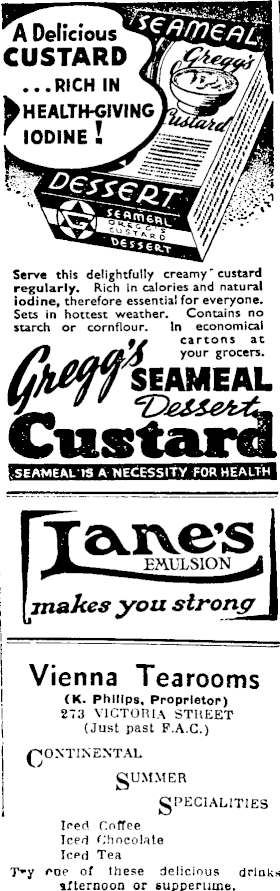 A Delicious
CUSTARD
...RICH IN
HEALTH-GIVING
IODINE!
SEAMEAL
Gregg's
Custard
DESSERT
SEAMEAL
GREGG'S
CUSTARD
DESSERT
Serve this delightfully creamy custard
regularly. Rich in calories and natural
iodine, therefore essential for everyone.
Sets in hottest weather. Contains no
starch or cornflour. In economical
cartons at
your grocers.
Gregg's
SEAMEAL
Dessert
Custard
SEAMEAL IS A NECESSITY FOR HEALTH
Lane's
EMULSION
makes you strong
Vienna Tearooms
(K. Philips, Proprietor)
273 VICTORIA STREET
(Just past F.A.C.)
CONTINENTAL
SUMMER
SPECIALITIES
Iced Coffee
Iced Chocolate
Iced Tea
Try one of these delicious drinks
afternoon or suppertime.